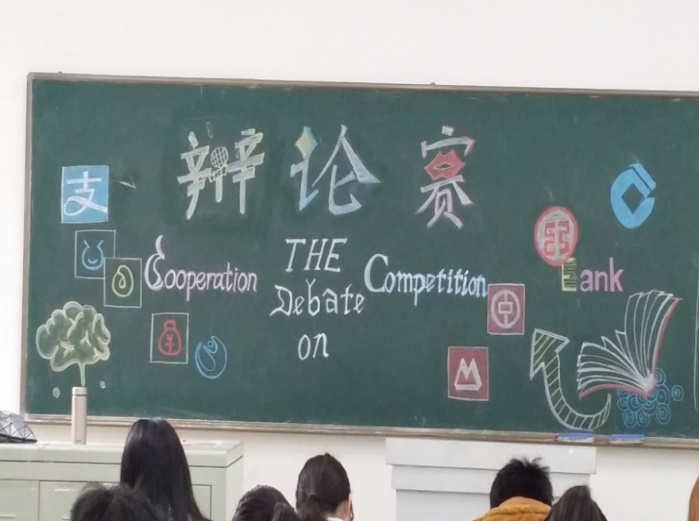 辩论赛
支
Cooperation
THE
Debate
on
Competition
Bank